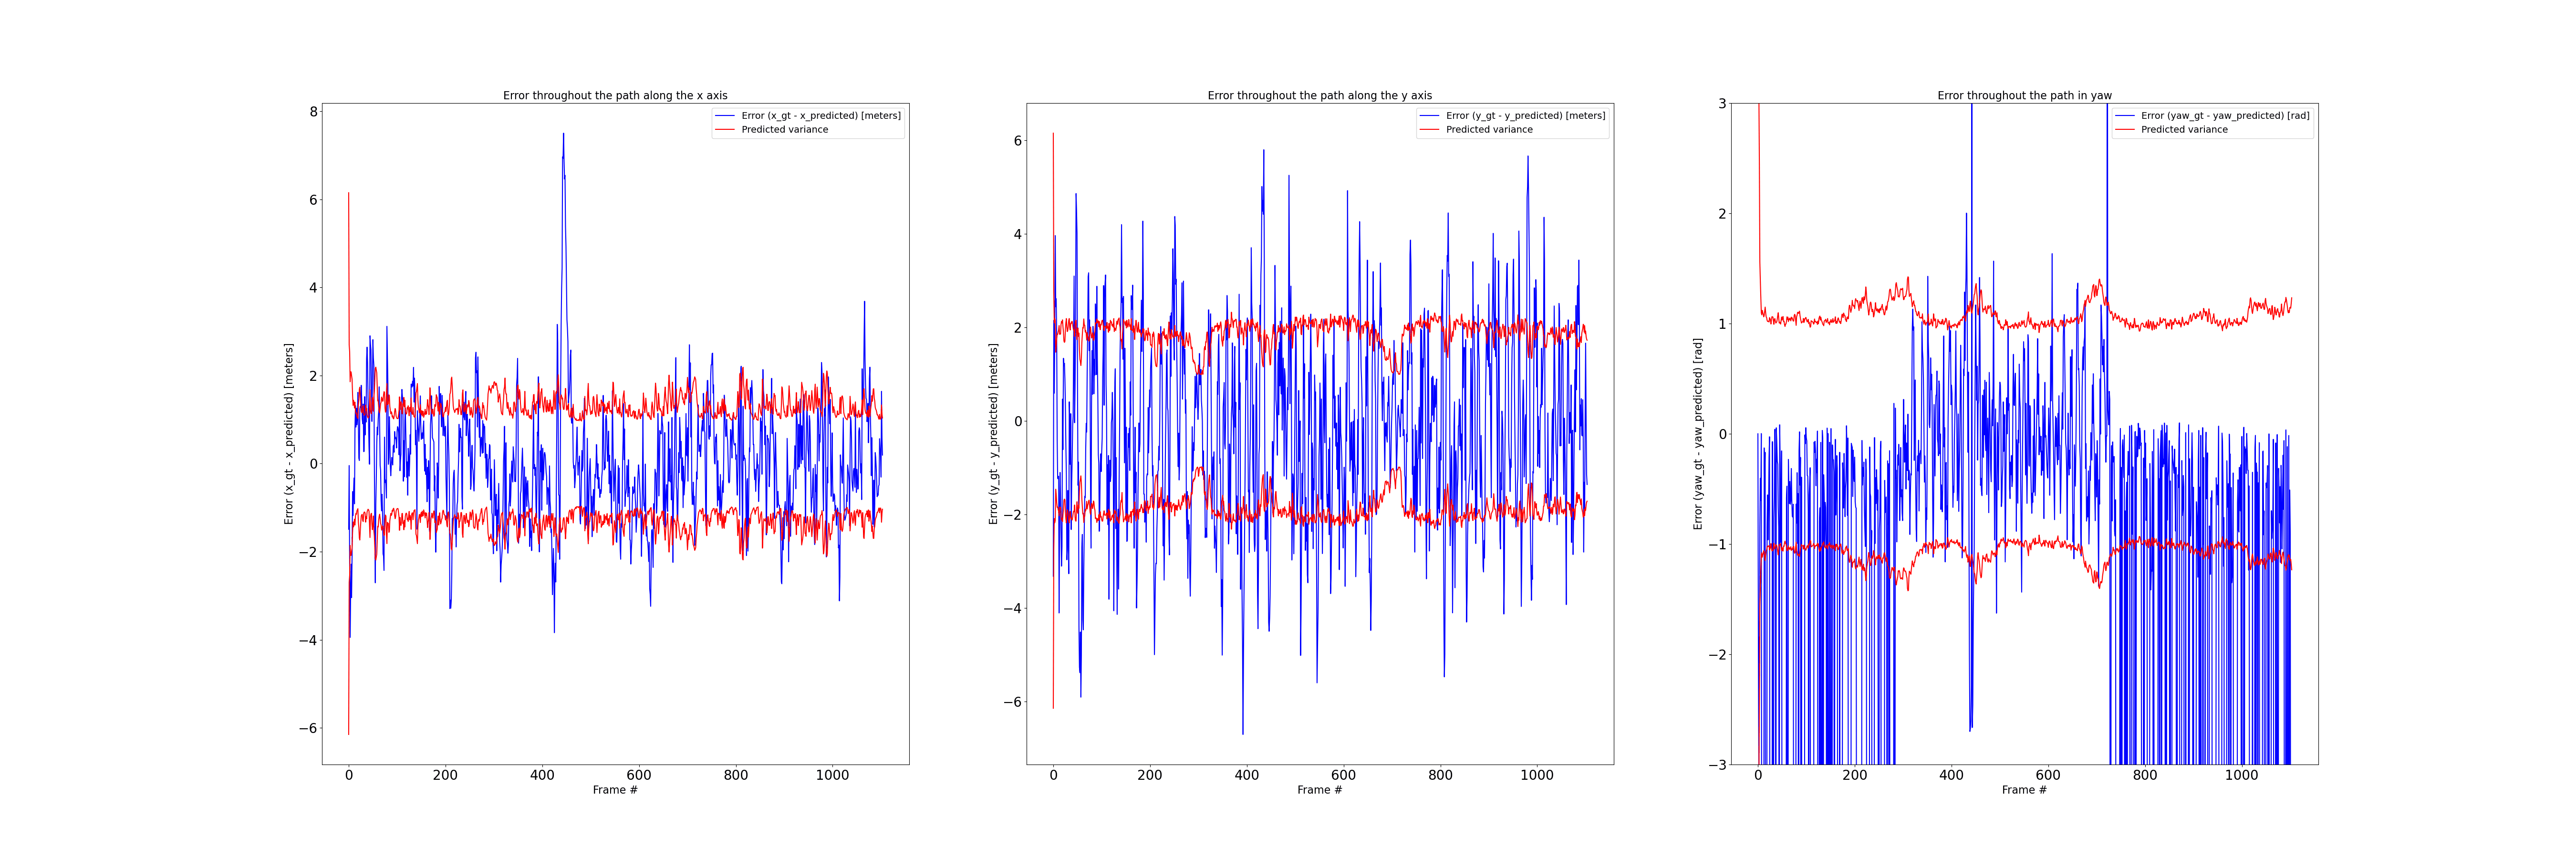 Error throughout the path along the x axis
8
6
4
2
0
−2
−4
−6
Error (x_gt - x_predicted) [meters]
Error (x_gt - x_predicted) [meters]
Predicted variance
0 200 400 600 800 1000
Frame #
Error throughout the path along the y axis
6
4
2
0
−2
−4
−6
Error (y_gt - y_predicted) [meters]
Error (y_gt - y_predicted) [meters]
Predicted variance
0 200 400 600 800 1000
Frame #
Error throughout the path in yaw
3
2
1
0
−1
−2
−3
Error (yaw_gt - yaw_predicted) [rad]
Error (yaw_gt - yaw_predicted) [rad]
Predicted variance
0 200 400 600 800 1000
Frame #